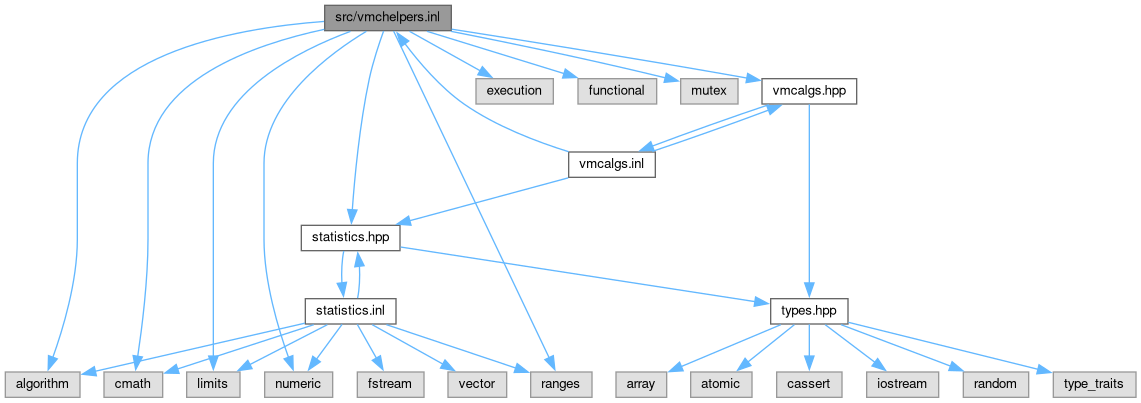 src/vmchelpers.inl
execution
functional
mutex
vmcalgs.hpp
vmcalgs.inl
statistics.hpp
statistics.inl
types.hpp
algorithm
cmath
limits
numeric
fstream
vector
ranges
array
atomic
cassert
iostream
random
type_traits